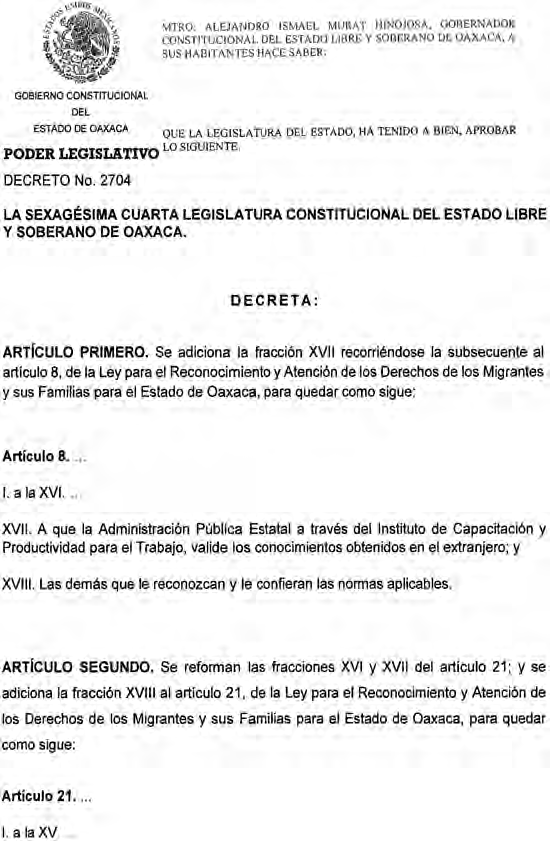 ESTADOS UNIDOS MEXICANOS
MTRO. ALEJANDRO ISMAEL MURAT HINOJOSA, GOBERNADOR
CONSTITUCIONAL DEL ESTADO LIBRE Y SOBERANO DE OAXACA, A
SUS HABITANTES HACE SABER:
GOBIERNO CONSTITUCIONAL
DEL
ESTADO DE OAXACA
PODER LEGISLATIVO
QUE LA LEGISLATURA DEL ESTADO, HA TENIDO A BIEN, APROBAR
LO SIGUIENTE.
DECRETO No. 2704
LA SEXAGÉSIMA CUARTA LEGISLATURA CONSTITUCIONAL DEL ESTADO LIBRE
Y SOBERANO DE OAXACA.
DECRETA:
ARTÍCULO PRIMERO. Se adiciona la fracción XVII recorriéndose la subsecuente al
artículo 8, de la Ley para el Reconocimiento y Atención de los Derechos de los Migrantes
y sus Familias para el Estado de Oaxaca, para quedar como sigue:
Artículo 8. ...
I. a la XVI. ...
XVII. A que la Administración Pública Estatal a través del Instituto de Capacitación y
Productividad para el Trabajo, valide los conocimientos obtenidos en el extranjero; y
XVIII. Las demás que le reconozcan y le confieran las normas aplicables.
ARTÍCULO SEGUNDO. Se reforman las fracciones XVI y XVII del artículo 21; y se
adiciona la fracción XVIII al artículo 21, de la Ley para el Reconocimiento y Atención de
los Derechos de los Migrantes y sus Familias para el Estado de Oaxaca, para quedar
como sigue:
Artículo 21. ...
I. a la XV ...